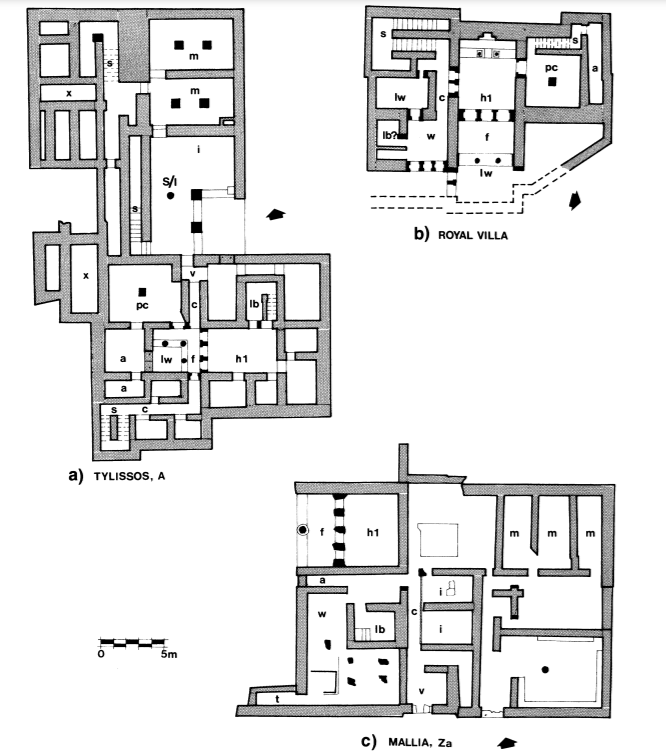 m
s
m
x
i
S/I
s
v
x
pc
c
lb
a
lw
f
h1
a
s
c
a) TYLISSOS, A
s
s
pc
a
lw
c
h1
lb?
w
f
lw
b) ROYAL VILLA
f
h1
m
m
m
a
i
w
c
lb
i
v
t
0 5m
c) MALLIA, Za